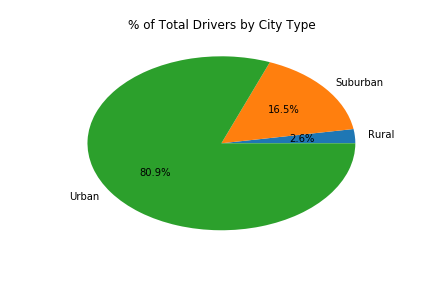 % of Total Drivers by City Type
Suburban
16.5%
Rural
2.6%
80.9%
Urban